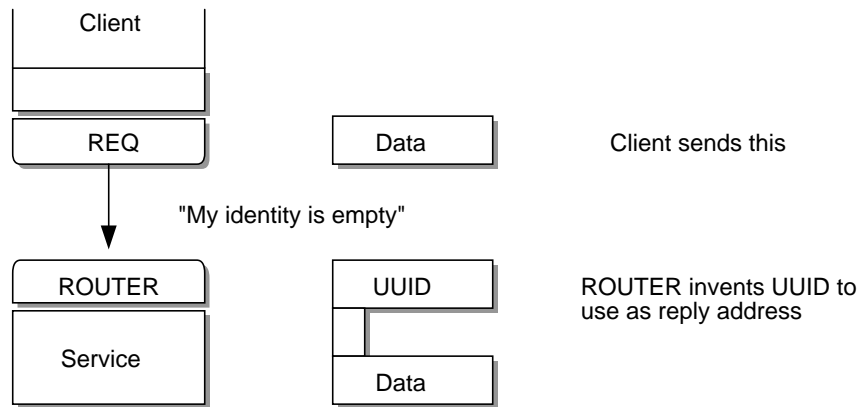 Client
REQ
Data
Client sends this
"My identity is empty"
ROUTER
UUID
ROUTER invents UUID to
use as reply address
Service
Data